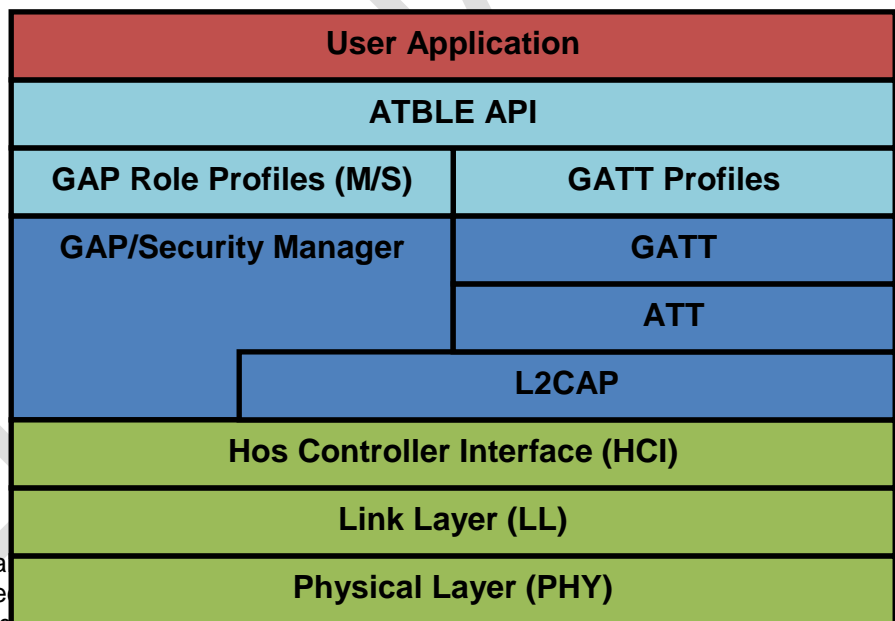 User Application
ATBLE API
GAP Role Profiles (M/S)
GATT Profiles
GAP/Security Manager
GATT
ATT
L2CAP
Hos Controller Interface (HCI)
Link Layer (LL)
Physical Layer (PHY)